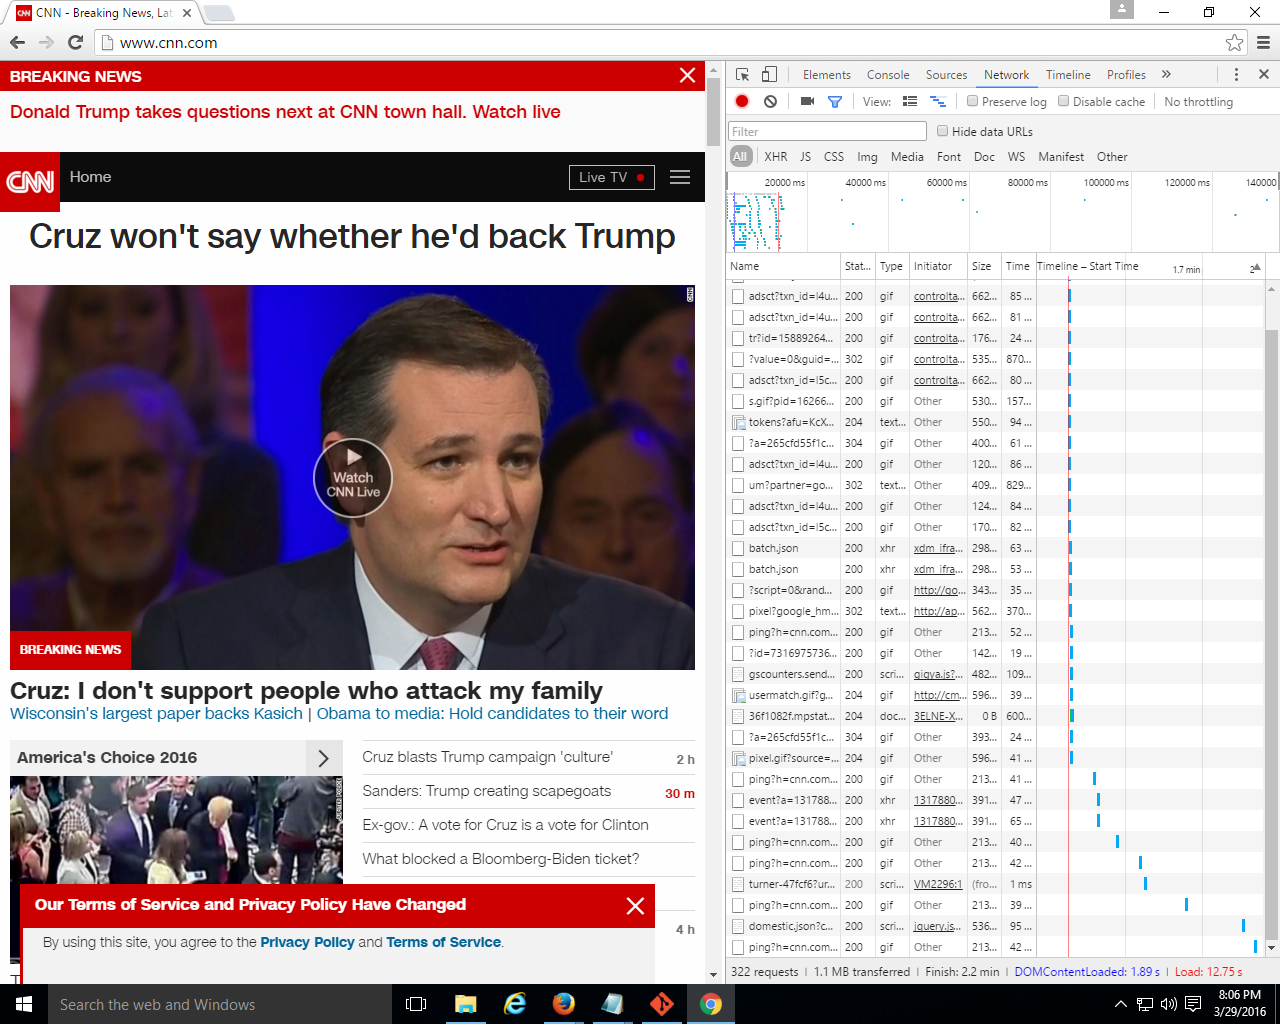 CNN - Breaking News, Lat
www.cnn.com
BREAKING NEWS
Donald Trump takes questions next at CNN town hall. Watch live
CNN
Home
Live TV
Cruz won't say whether he'd back Trump
CNN
Watch
CNN Live
BREAKING NEWS
Cruz: I don't support people who attack my family
Wisconsin's largest paper backs Kasich | Obama to media: Hold candidates to their word
America's Choice 2016
Cruz blasts Trump campaign 'culture' 2 h
Sanders: Trump creating scapegoats 30 m
Ex-gov.: A vote for Cruz is a vote for Clinton
What blocked a Bloomberg-Biden ticket?
4 h
Our Terms of Service and Privacy Policy Have Changed
By using this site, you agree to the Privacy Policy and Terms of Service.
Elements Console Sources Network Timeline Profiles »
View: Preserve log Disable cache No throttling
Filter Hide data URLs
All XHR JS CSS Img Media Font Doc WS Manifest Other
20000 ms 40000 ms 60000 ms 80000 ms 100000 ms 120000 ms 140000
Name Stat... Type Initiator Size Time Timeline – Start Time 1.7 min 2
adsct?txn_id=l4u... 200 gif controlta... 662... 85 ...
adsct?txn_id=l4u... 200 gif controlta... 662... 81 ...
tr?id=15889264... 200 gif controlta... 176... 24 ...
?value=0&guid=... 302 gif controlta... 535... 870...
adsct?txn_id=l5c... 200 gif controlta... 662... 80 ...
s.gif?pid=16266... 200 gif Other 530... 157...
tokens?afu=KcX... 204 text... Other 550... 94 ...
?a=265cfd55f1c... 304 gif Other 400... 61 ...
adsct?txn_id=l4u... 200 gif Other 120... 86 ...
um?partner=go... 302 text... Other 409... 829...
adsct?txn_id=l4u... 200 gif Other 124... 84 ...
adsct?txn_id=l5c... 200 gif Other 170... 82 ...
batch.json 200 xhr xdm_ifra... 298... 63 ...
batch.json 200 xhr xdm_ifra... 298... 53 ...
?script=0&rand... 200 gif http://go... 343... 35 ...
pixel?google_hm... 302 text... http://ap... 562... 370...
ping?h=cnn.com... 200 gif Other 213... 52 ...
?id=7316975736... 200 gif Other 142... 19 ...
gscounters.send... 200 scri... gigya.js?... 482... 109...
usermatch.gif?g... 204 gif http://cm... 596... 39 ...
36f1082f.mpstat... 204 doc... 3ELNE-X... 0 B 600...
?a=265cfd55f1c... 304 gif Other 393... 24 ...
pixel.gif?source=... 204 gif Other 596... 41 ...
ping?h=cnn.com... 200 gif Other 213... 41 ...
event?a=131788... 200 xhr 1317880... 391... 47 ...
event?a=131788... 200 xhr 1317880... 391... 65 ...
ping?h=cnn.com... 200 gif Other 213... 40 ...
ping?h=cnn.com... 200 gif Other 213... 42 ...
turner-47fcf6?ur... 200 scri... VM2296:1 (fro... 1 ms
ping?h=cnn.com... 200 gif Other 213... 39 ...
domestic.json?c... 200 scri... jquery.js... 536... 95 ...
ping?h=cnn.com... 200 gif Other 213... 42 ...
322 requests | 1.1 MB transferred | Finish: 2.2 min | DOMContentLoaded: 1.89 s | Load: 12.75 s
Search the web and Windows
8:06 PM
3/29/2016